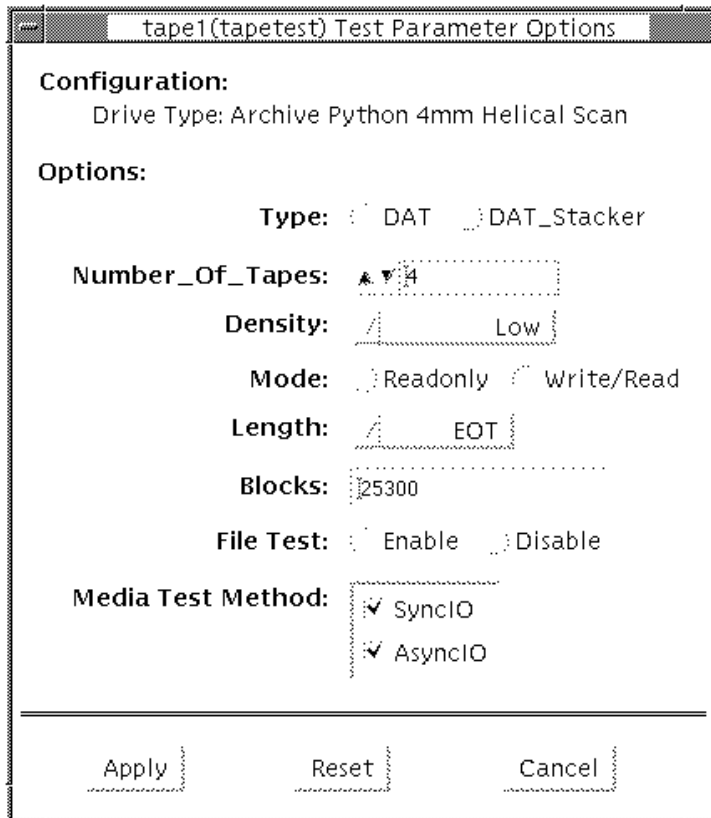 tape1(tapetest) Test Parameter Options
Configuration:
Drive Type: Archive Python 4mm Helical Scan
Options:
Type: DAT DAT_Stacker
Number_Of_Tapes: 4
Density: Low
Mode: Readonly Write/Read
Length: EOT
Blocks: 25300
File Test: Enable Disable
Media Test Method: SyncIO
AsyncIO
Apply Reset Cancel